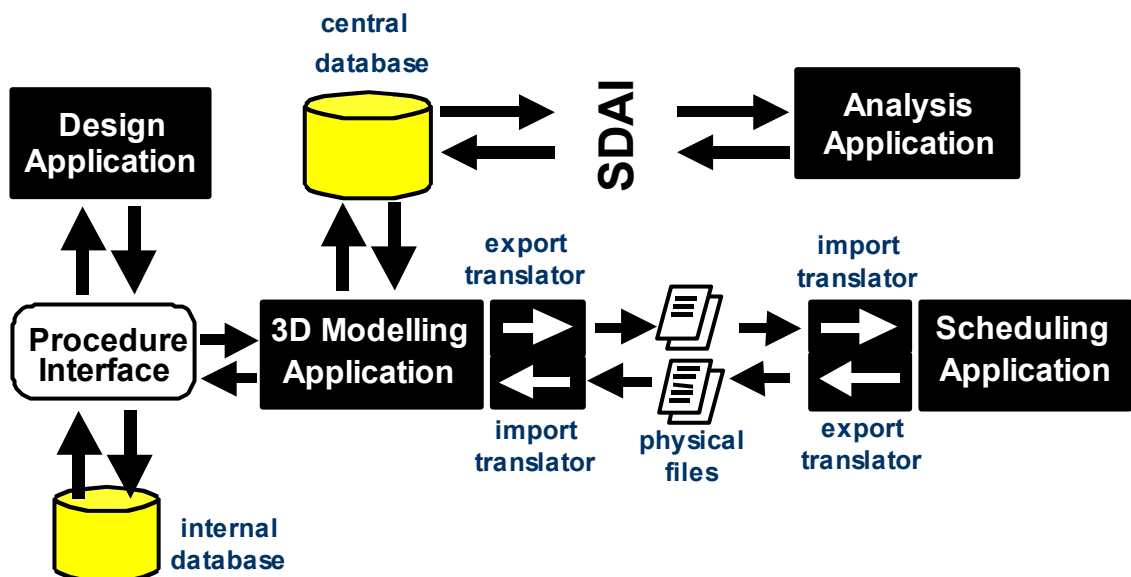 central
database
Design
Application
SDAI
Analysis
Application
export
translator
import
translator
Procedure
Interface
3D Modelling
Application
Scheduling
Application
import
translator
physical
files
export
translator
internal
database